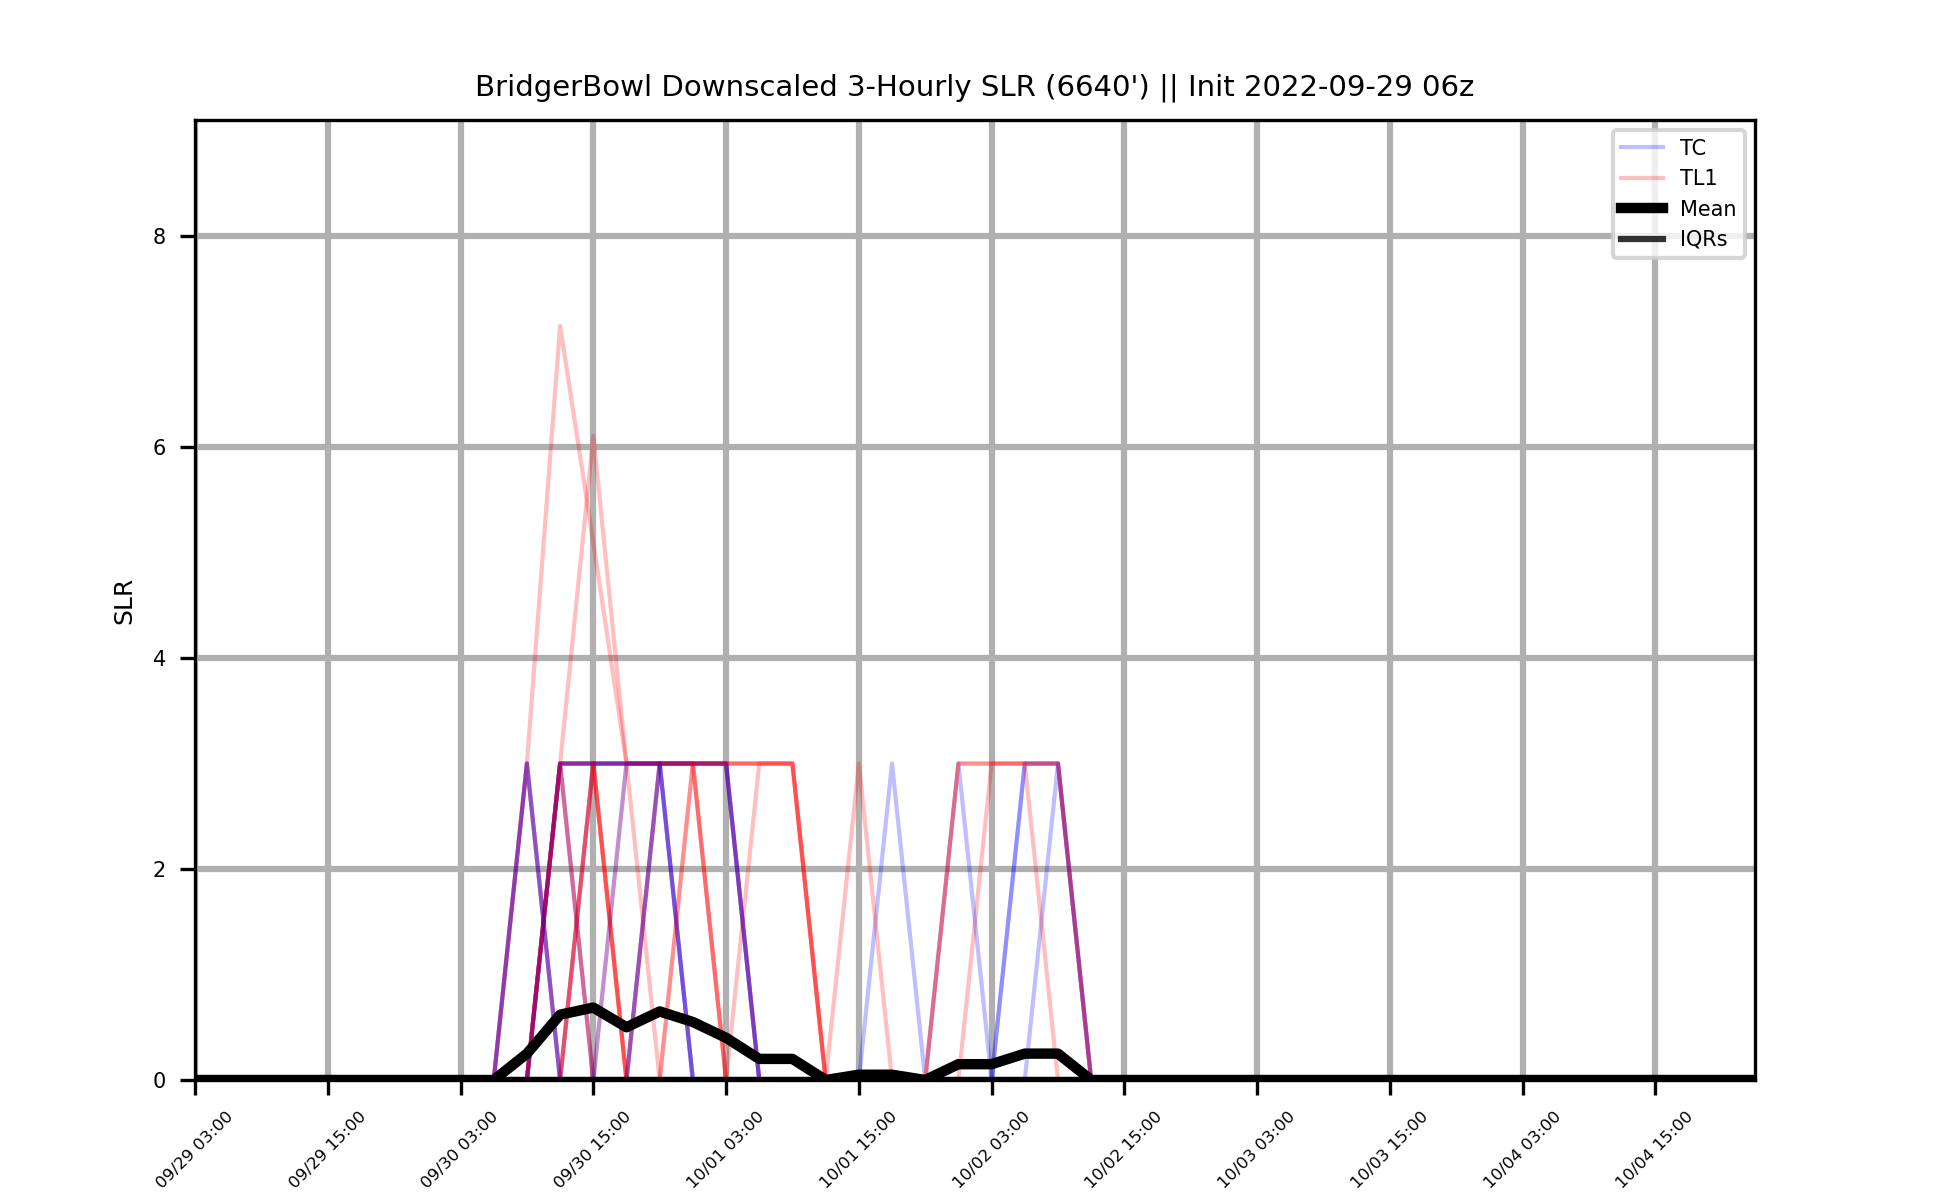 BridgerBowl Downscaled 3-Hourly SLR (6640') || Init 2022-09-29 06z
TC
TL1
Mean
IQRs
SLR
8
6
4
2
0
09/29 03:00
09/29 15:00
09/30 03:00
09/30 15:00
10/01 03:00
10/01 15:00
10/02 03:00
10/02 15:00
10/03 03:00
10/03 15:00
10/04 03:00
10/04 15:00